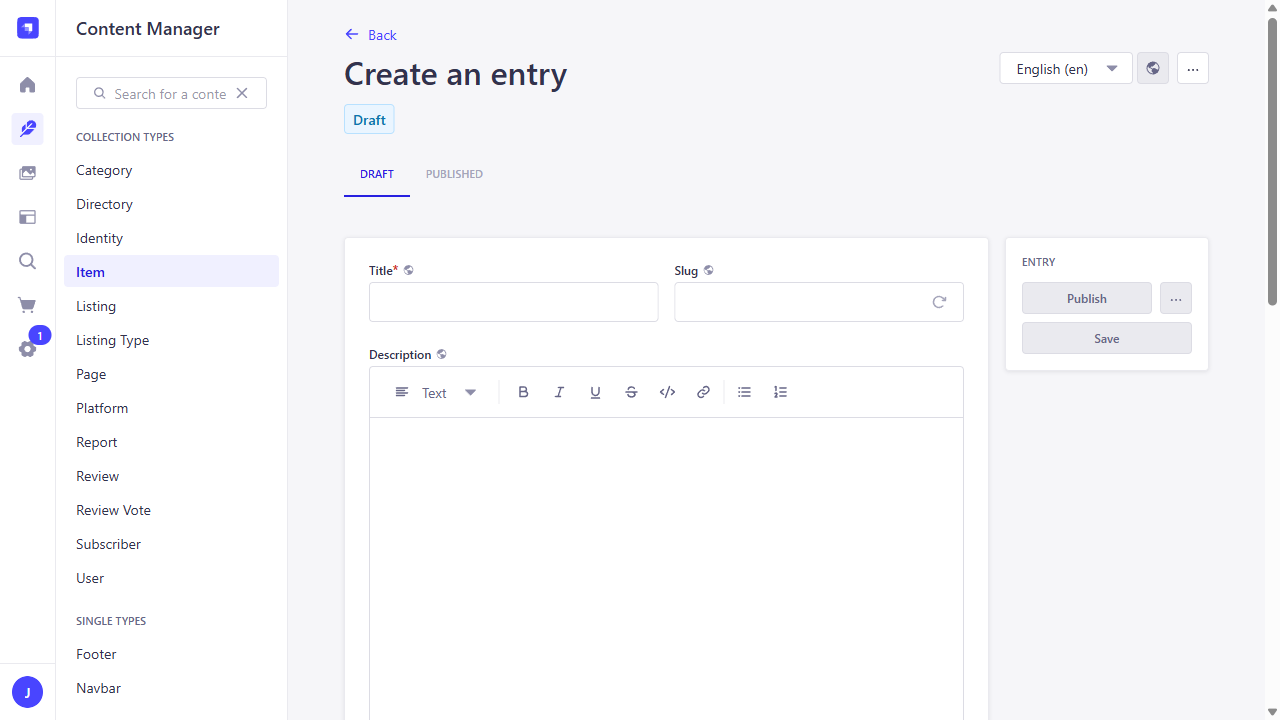 Content Manager
Search for a conte
COLLECTION TYPES
Category
Directory
Identity
Item
Listing
Listing Type
Page
Platform
Report
Review
Review Vote
Subscriber
User
SINGLE TYPES
Footer
Navbar
1
J
Back
Create an entry
Draft
English (en)
DRAFT
PUBLISHED
Title*
Slug
Description
Text
ENTRY
Publish
Save